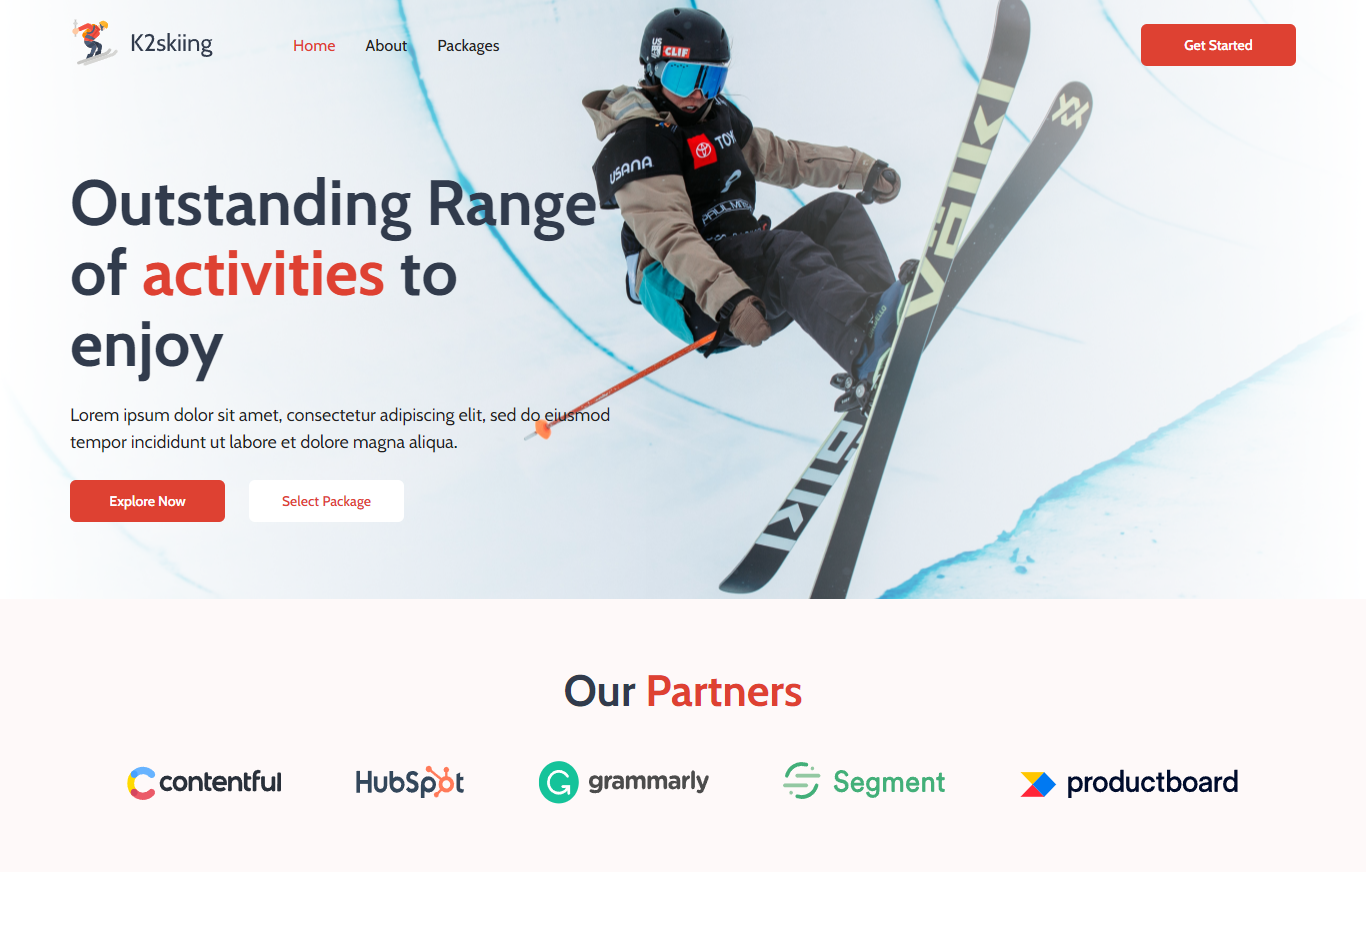 K2skiing
Home About Packages
Get Started
US
CLIF
USANA
TOY
Outstanding Range
of activities to
enjoy
Völkl
Lorem ipsum dolor sit amet, consectetur adipiscing elit, sed do eiusmod
tempor incididunt ut labore et dolore magna aliqua.
Explore Now
Select Package
Völkl
Our Partners
contentful
HubSpot
grammarly
Segment
productboard